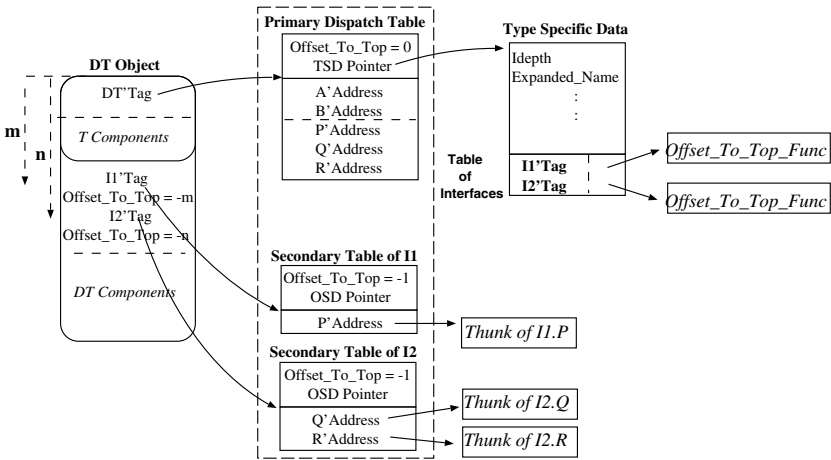 Primary Dispatch Table
Offset_To_Top = 0
TSD Pointer
A'Address
B'Address
P'Address
Q'Address
R'Address
Type Specific Data
Idepth
Expanded_Name
:
:
Table
of
Interfaces
I1'Tag
I2'Tag
Offset_To_Top_Func
Offset_To_Top_Func
DT Object
DT'Tag
T Components
m
n
I1'Tag
Offset_To_Top = -m
I2'Tag
Offset_To_Top = -n
DT Components
Secondary Table of I1
Offset_To_Top = -1
OSD Pointer
P'Address
Thunk of I1.P
Secondary Table of I2
Offset_To_Top = -1
OSD Pointer
Q'Address
R'Address
Thunk of I2.Q
Thunk of I2.R